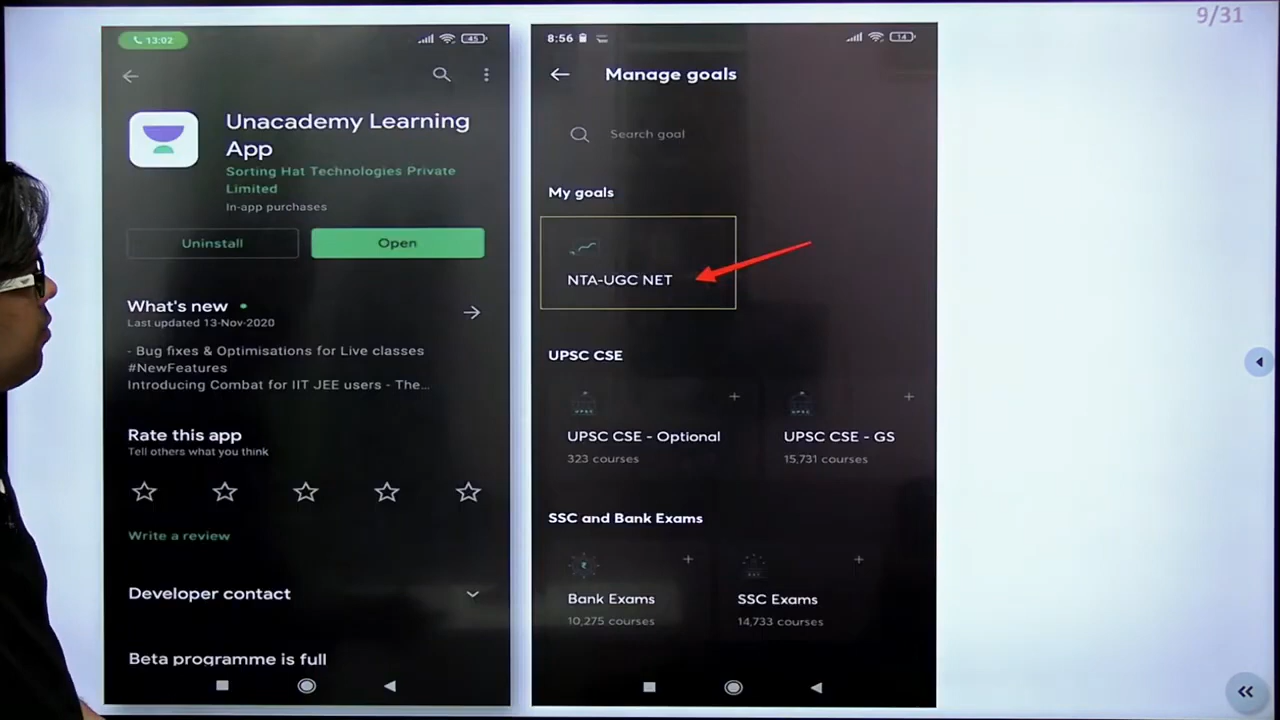 9/31
13:02
45
Unacademy Learning
App
Sorting Hat Technologies Private
Limited
In-app purchases
Uninstall
Open
What's new
Last updated 13-Nov-2020
- Bug fixes & Optimisations for Live classes
#NewFeatures
Introducing Combat for IIT JEE users - The...
Rate this app
Tell others what you think
Write a review
Developer contact
Beta programme is full
8:56
14
Manage goals
Search goal
My goals
NTA-UGC NET
UPSC CSE
UPSC
UPSC
UPSC CSE - Optional
UPSC CSE - GS
323 courses
15,731 courses
SSC and Bank Exams
Bank Exams
SSC Exams
10,275 courses
14,733 courses